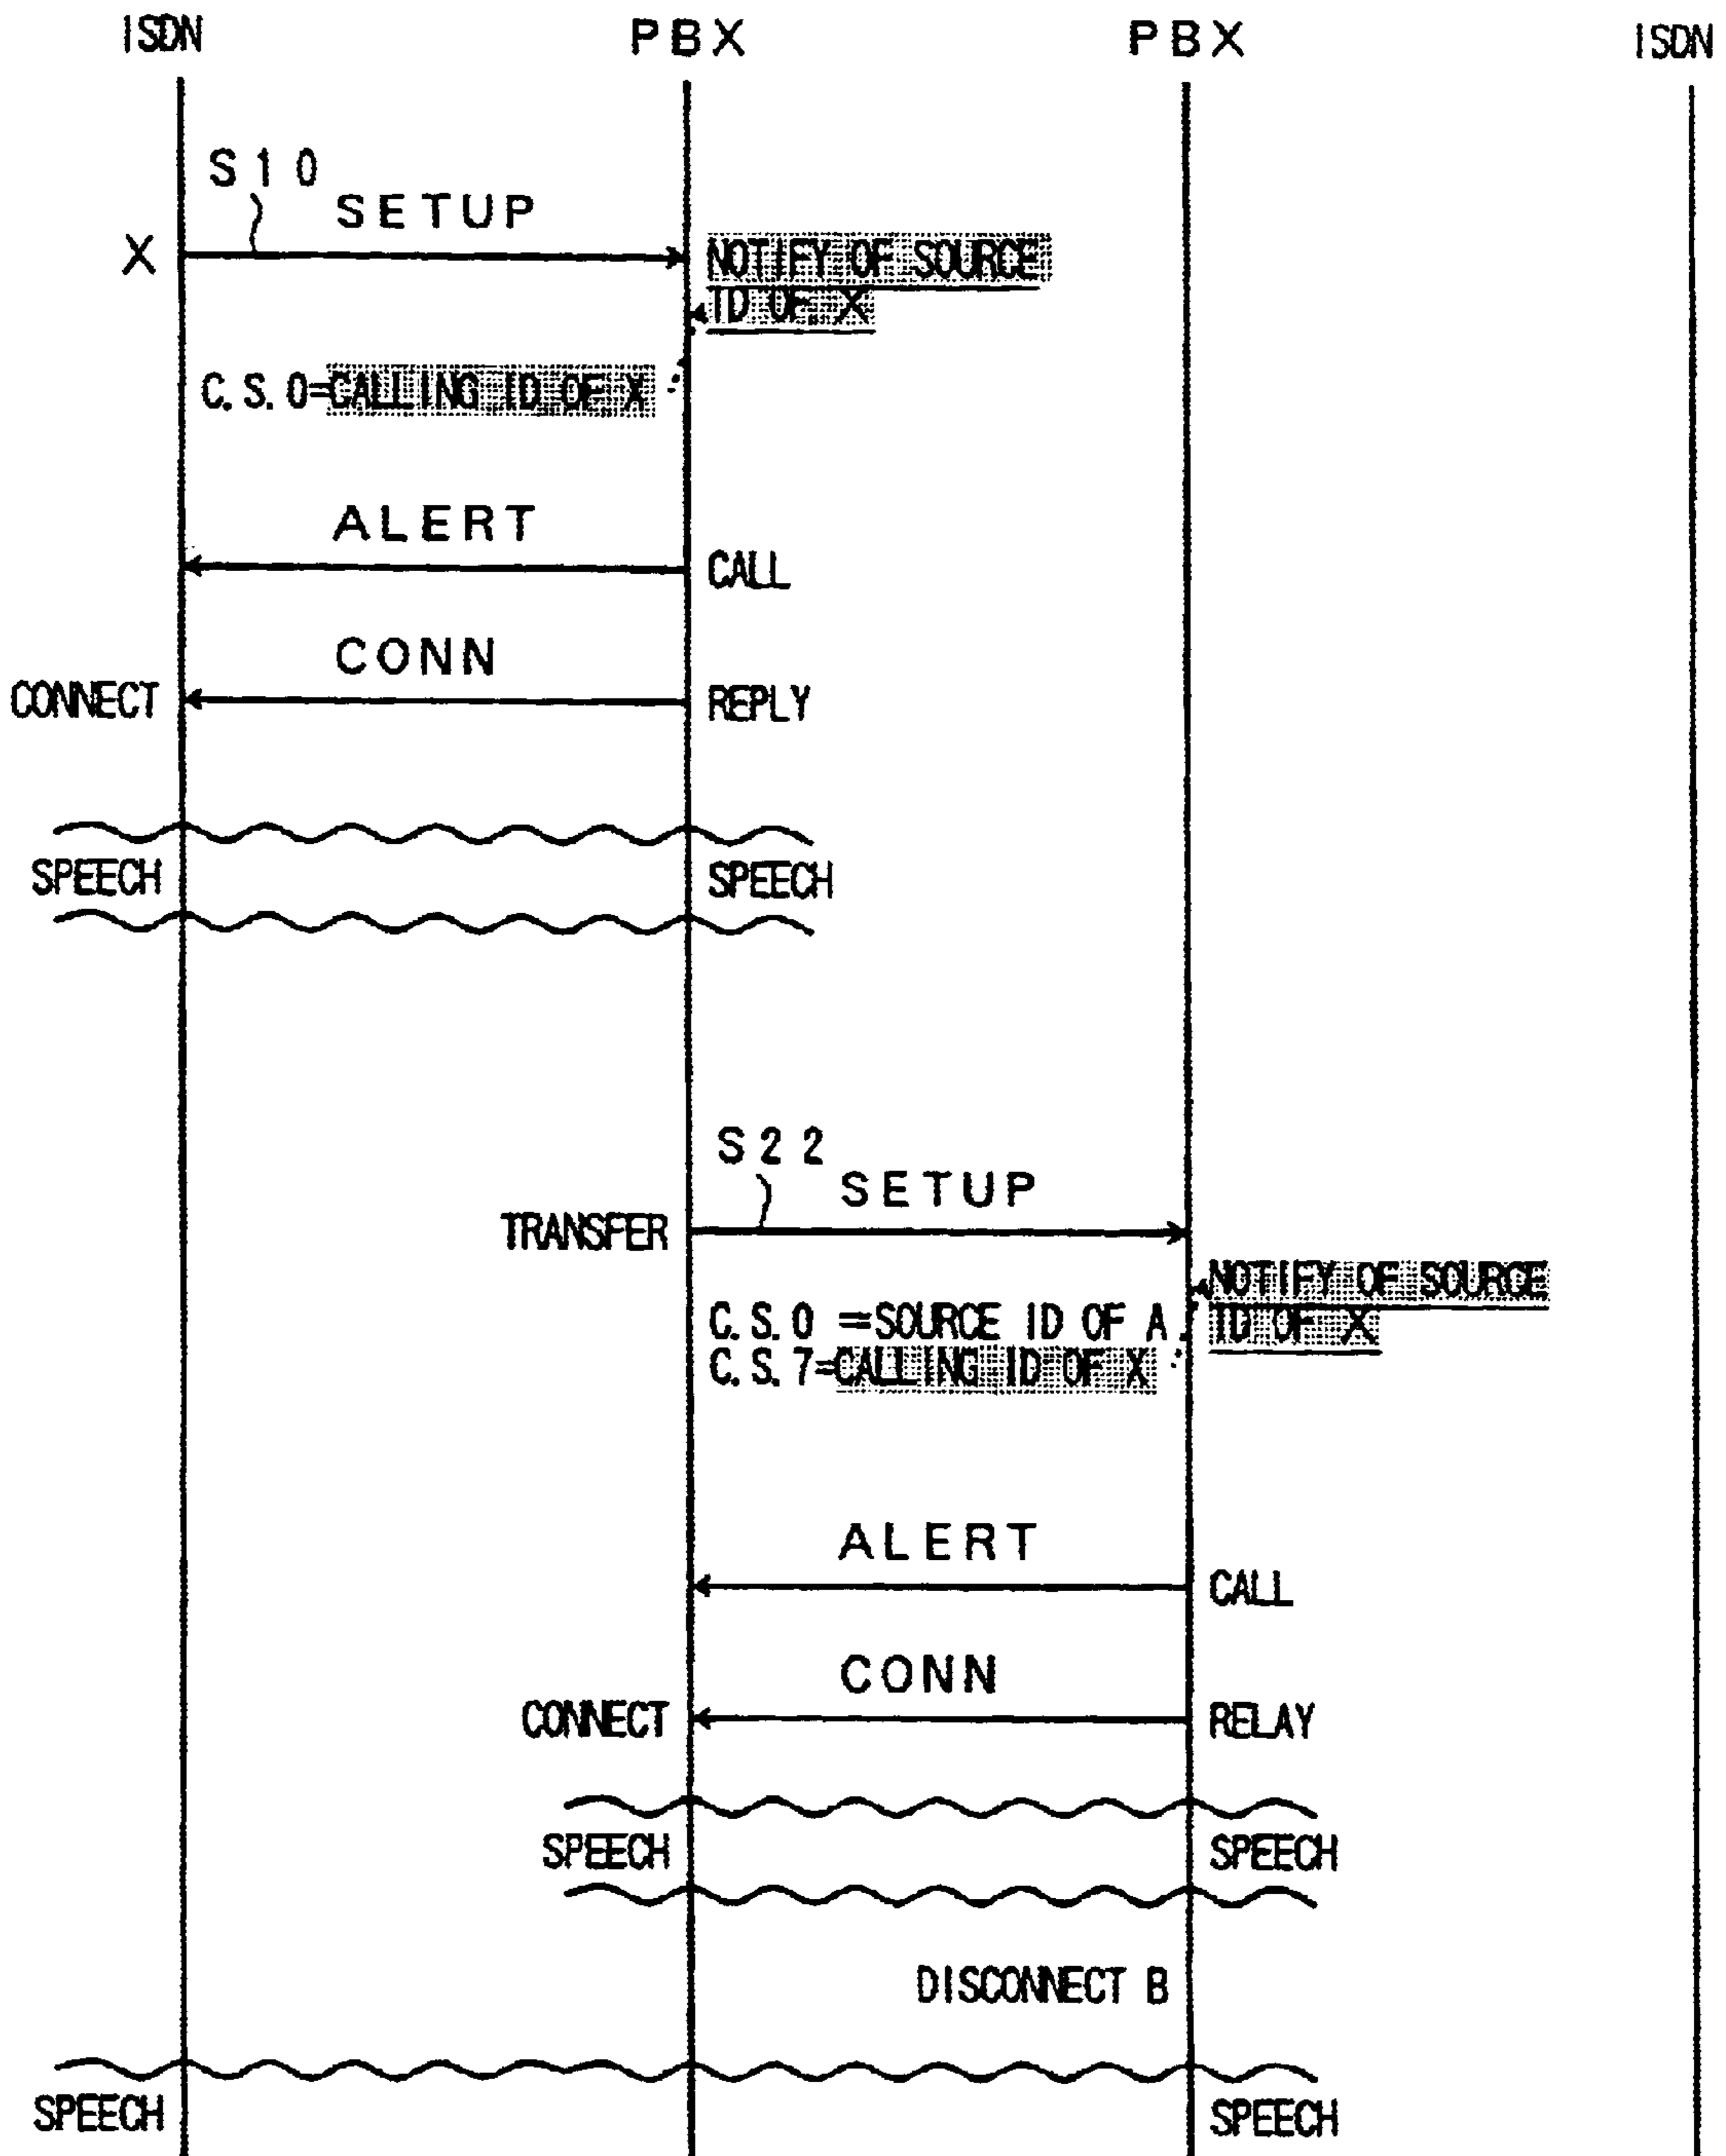 ISDN PBX PBX ISDN
S10
SETUP
X
NOTIFY OF SOURCE
ID OF X
C.S.0=CALLING ID OF X
ALERT
CALL
CONN
CONNECT
REPLY
SPEECH
SPEECH
S22
SETUP
TRANSFER
NOTIFY OF SOURCE
ID OF X
C.S.0 =SOURCE ID OF A
C.S.7=CALLING ID OF X
ALERT
CALL
CONN
CONNECT
RELAY
SPEECH
SPEECH
DISCONNECT B
SPEECH
SPEECH